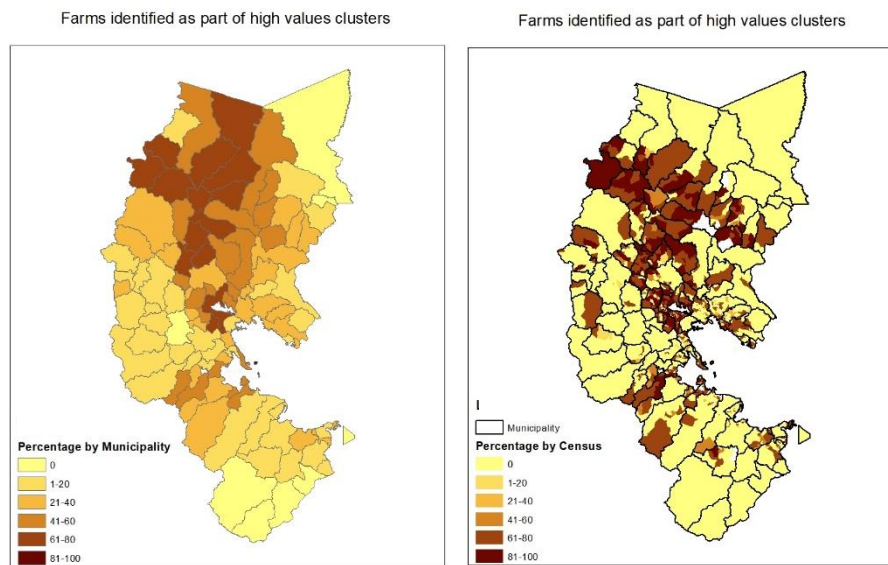 Farms identified as part of high values clusters
Percentage by Municipality
0
1-20
21-40
41-60
61-80
81-100
Farms identified as part of high values clusters
Municipality
Percentage by Census
0
1-20
21-40
41-60
61-80
81-100